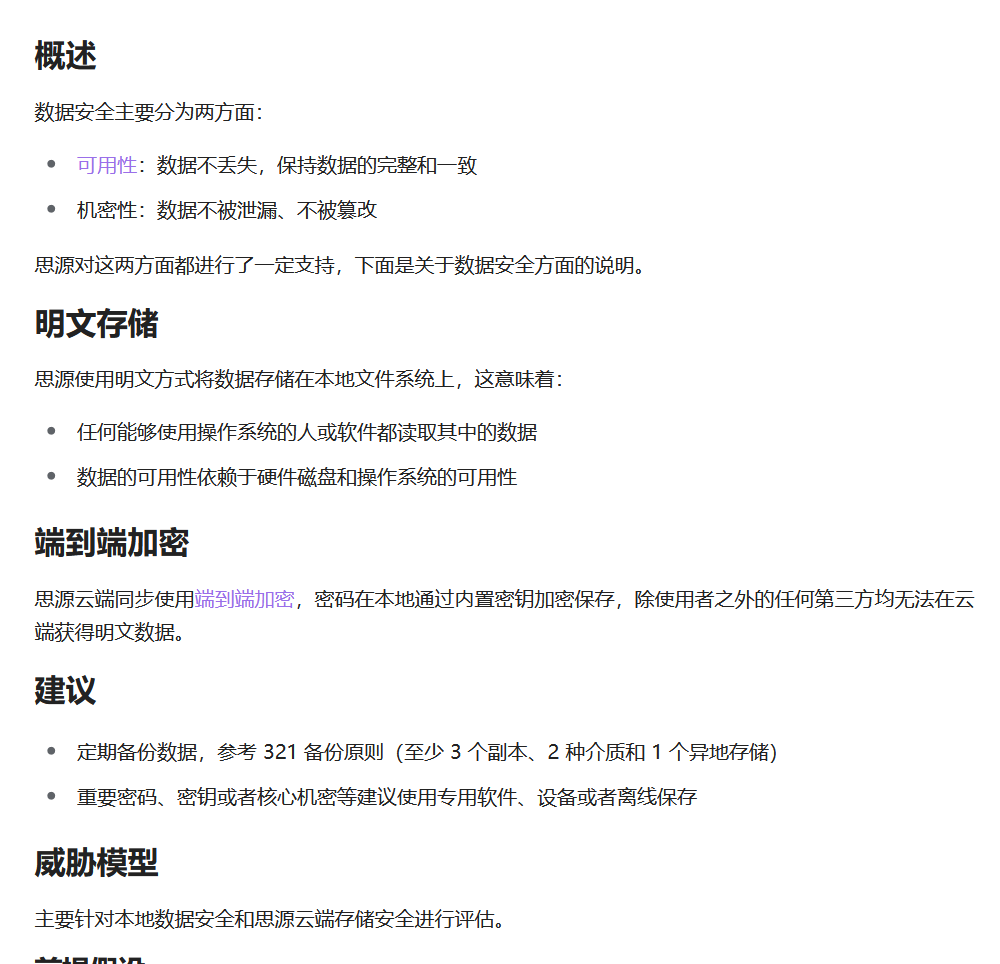 概述
数据安全主要分为两方面：
可用性：数据不丢失，保持数据的完整和一致
机密性：数据不被泄漏、不被篡改
思源对这两方面都进行了一定支持，下面是关于数据安全方面的说明。
明文存储
思源使用明文方式将数据存储在本地文件系统上，这意味着：
任何能够使用操作系统的人或软件都读取其中的数据
数据的可用性依赖于硬件磁盘和操作系统的可用性
端到端加密
思源云端同步使用端到端加密，密码在本地通过内置密钥加密保存，除使用者之外的任何第三方均无法在云
端获得明文数据。
建议
定期备份数据，参考 321 备份原则（至少 3 个副本、2 种介质和 1 个异地存储）
重要密码、密钥或者核心机密等建议使用专用软件、设备或者离线保存
威胁模型
主要针对本地数据安全和思源云端存储安全进行评估。
前提假设